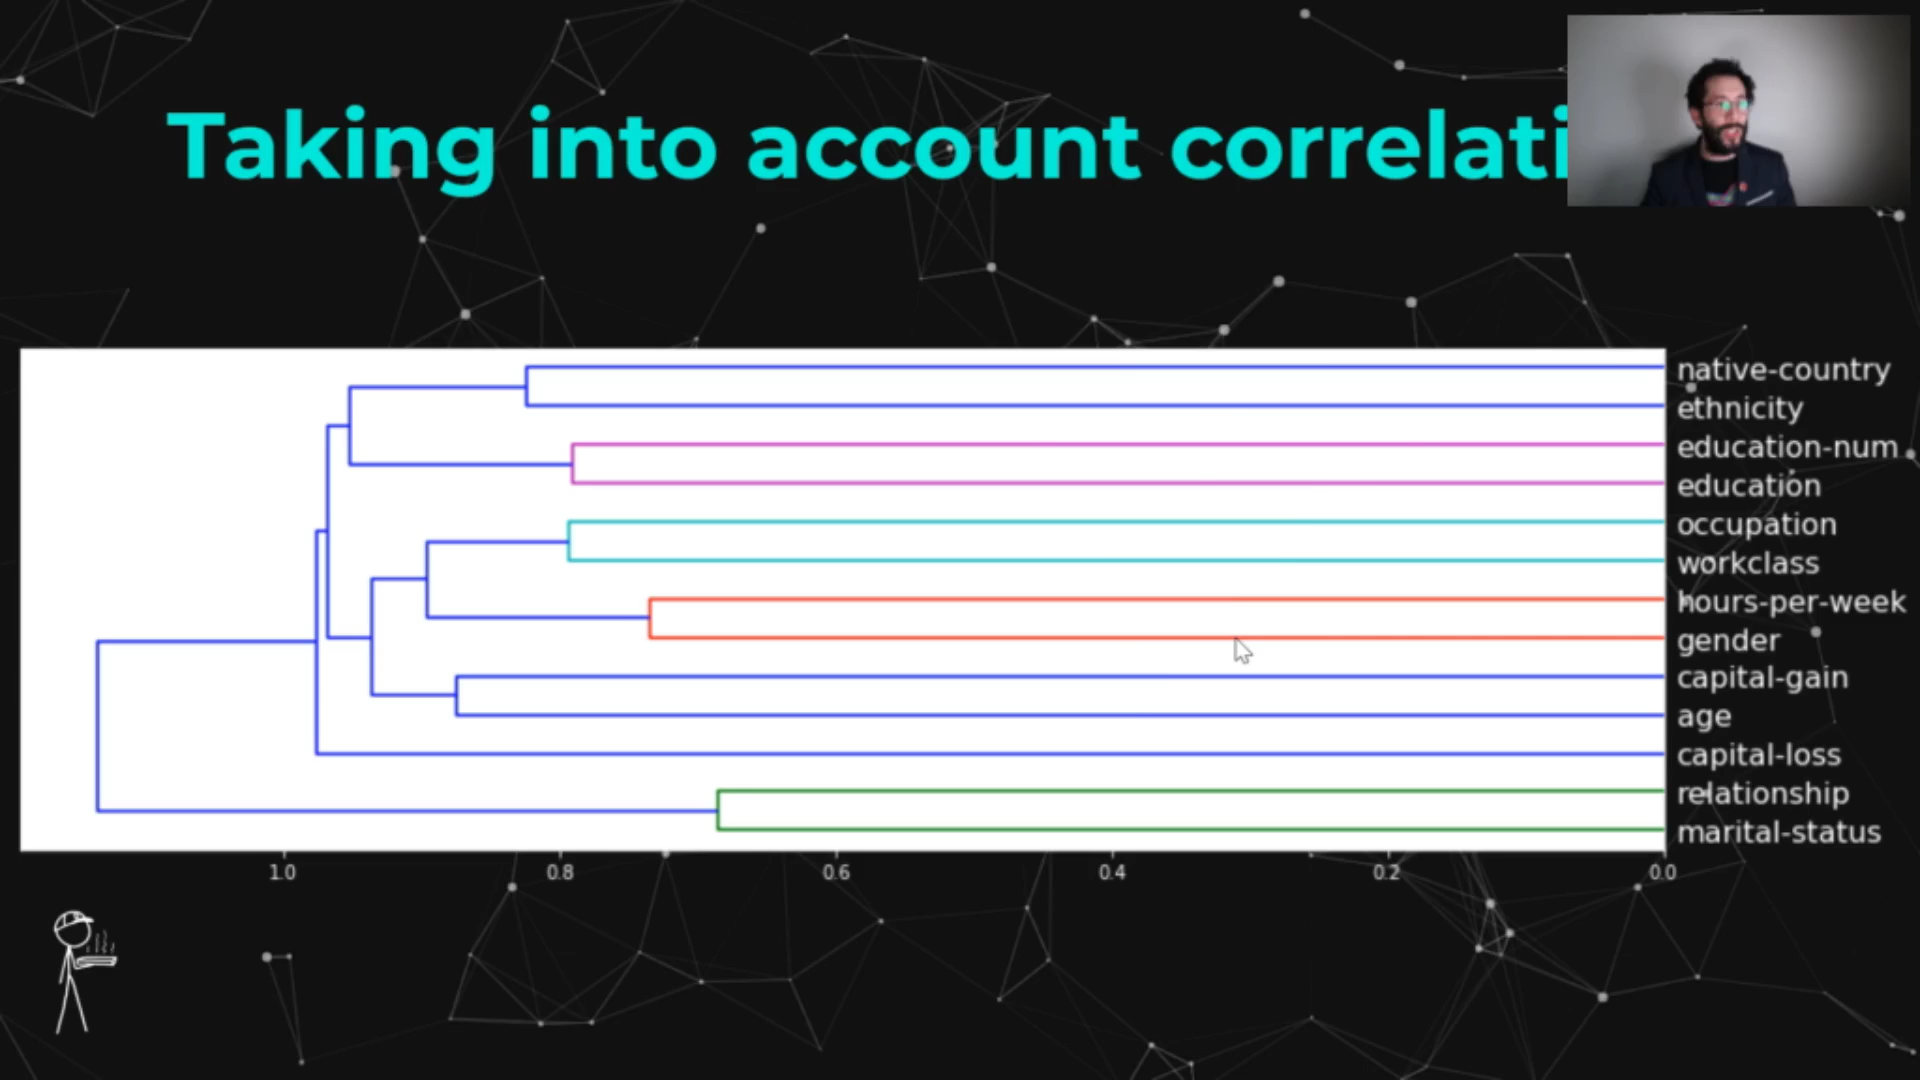 Taking into account correlati
native-country
ethnicity
education-num
education
occupation
workclass
hours-per-week
gender
capital-gain
age
capital-loss
relationship
marital-status
1.0 0.8 0.6 0.4 0.2 0.0